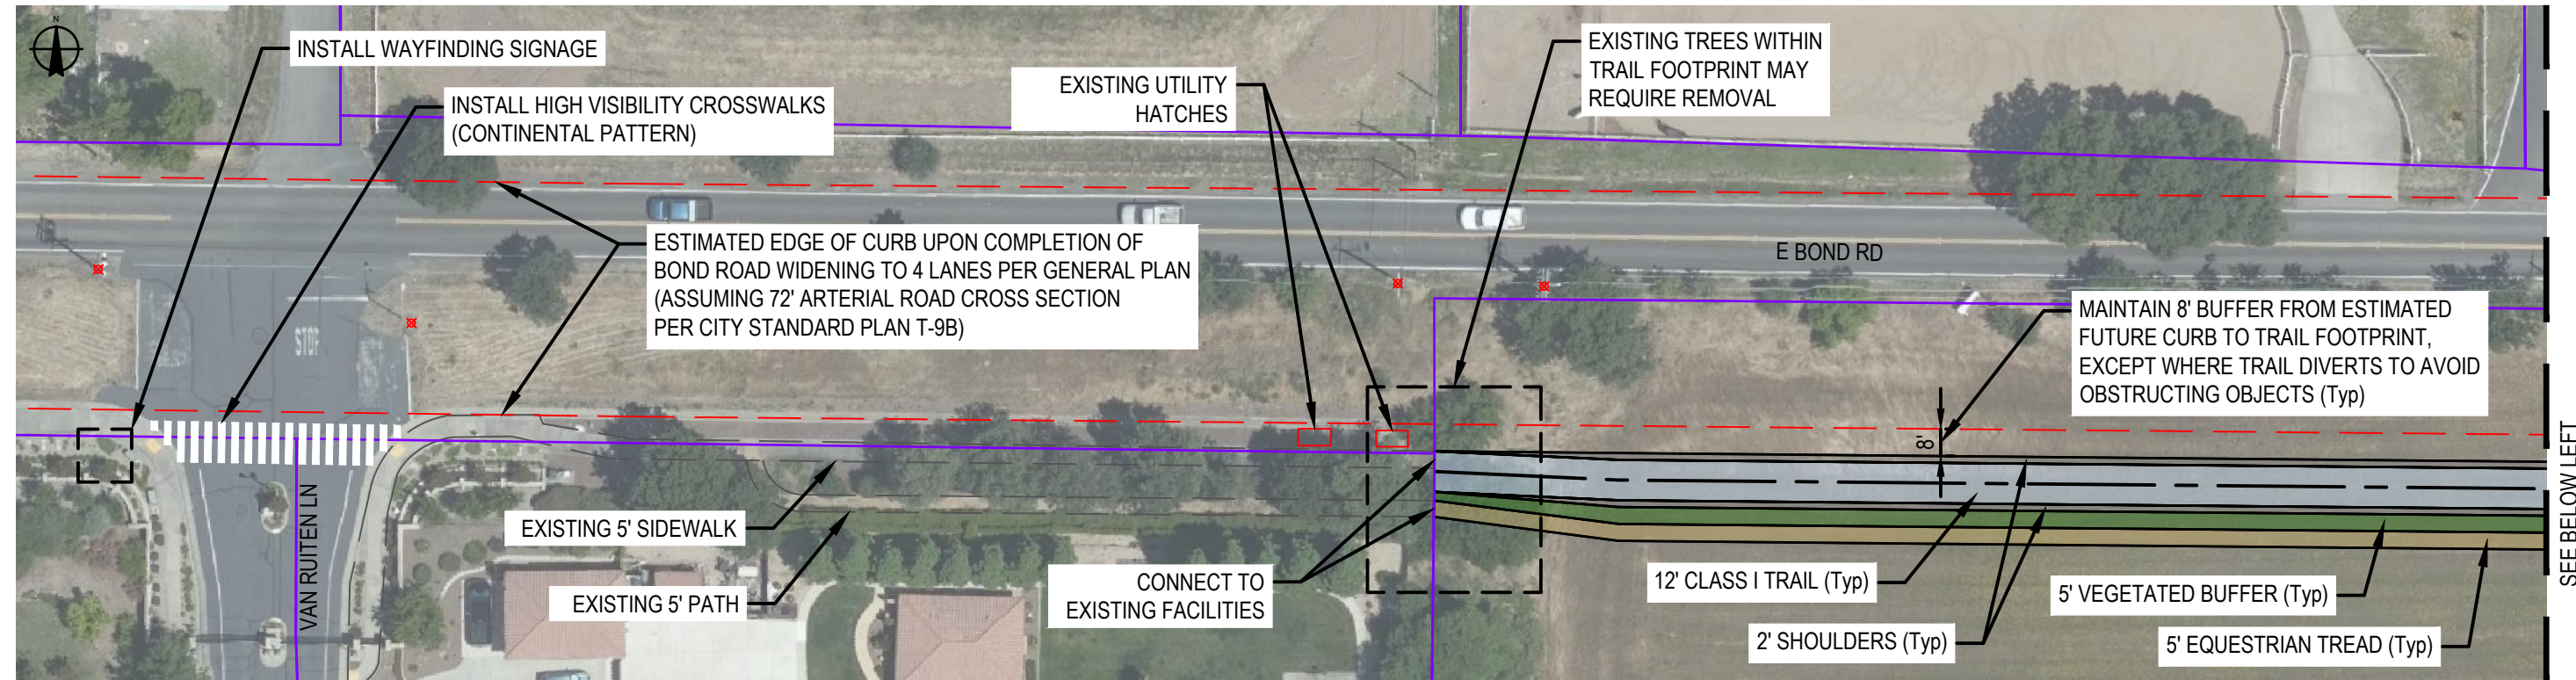 N
INSTALL WAYFINDING SIGNAGE
INSTALL HIGH VISIBILITY CROSSWALKS
(CONTINENTAL PATTERN)
EXISTING UTILITY
HATCHES
EXISTING TREES WITHIN
TRAIL FOOTPRINT MAY
REQUIRE REMOVAL
ESTIMATED EDGE OF CURB UPON COMPLETION OF
BOND ROAD WIDENING TO 4 LANES PER GENERAL PLAN
(ASSUMING 72' ARTERIAL ROAD CROSS SECTION
PER CITY STANDARD PLAN T-9B)
E BOND RD
MAINTAIN 8' BUFFER FROM ESTIMATED
FUTURE CURB TO TRAIL FOOTPRINT,
EXCEPT WHERE TRAIL DIVERTS TO AVOID
OBSTRUCTING OBJECTS (Typ)
STOP
8'
SEE BELOW LEFT
VAN RUITEN LN
EXISTING 5' SIDEWALK
EXISTING 5' PATH
CONNECT TO
EXISTING FACILITIES
12' CLASS I TRAIL (Typ)
2' SHOULDERS (Typ)
5' VEGETATED BUFFER (Typ)
5' EQUESTRIAN TREAD (Typ)